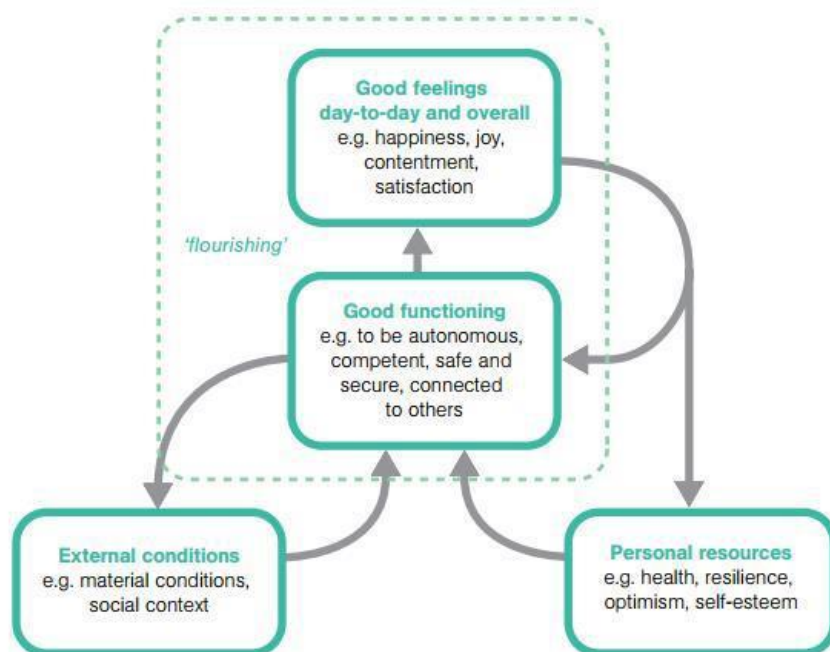 Good feelings
day-to-day and overall
e.g. happiness, joy,
contentment,
satisfaction
‘flourishing’
Good functioning
e.g. to be autonomous,
competent, safe and
secure, connected
to others
External conditions
e.g. material conditions,
social context
Personal resources
e.g. health, resilience,
optimism, self-esteem